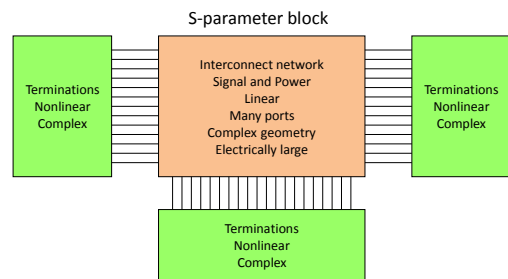 S-parameter block
Terminations
Nonlinear
Complex
Interconnect network
Signal and Power
Linear
Many ports
Complex geometry
Electrically large
Terminations
Nonlinear
Complex
Terminations
Nonlinear
Complex